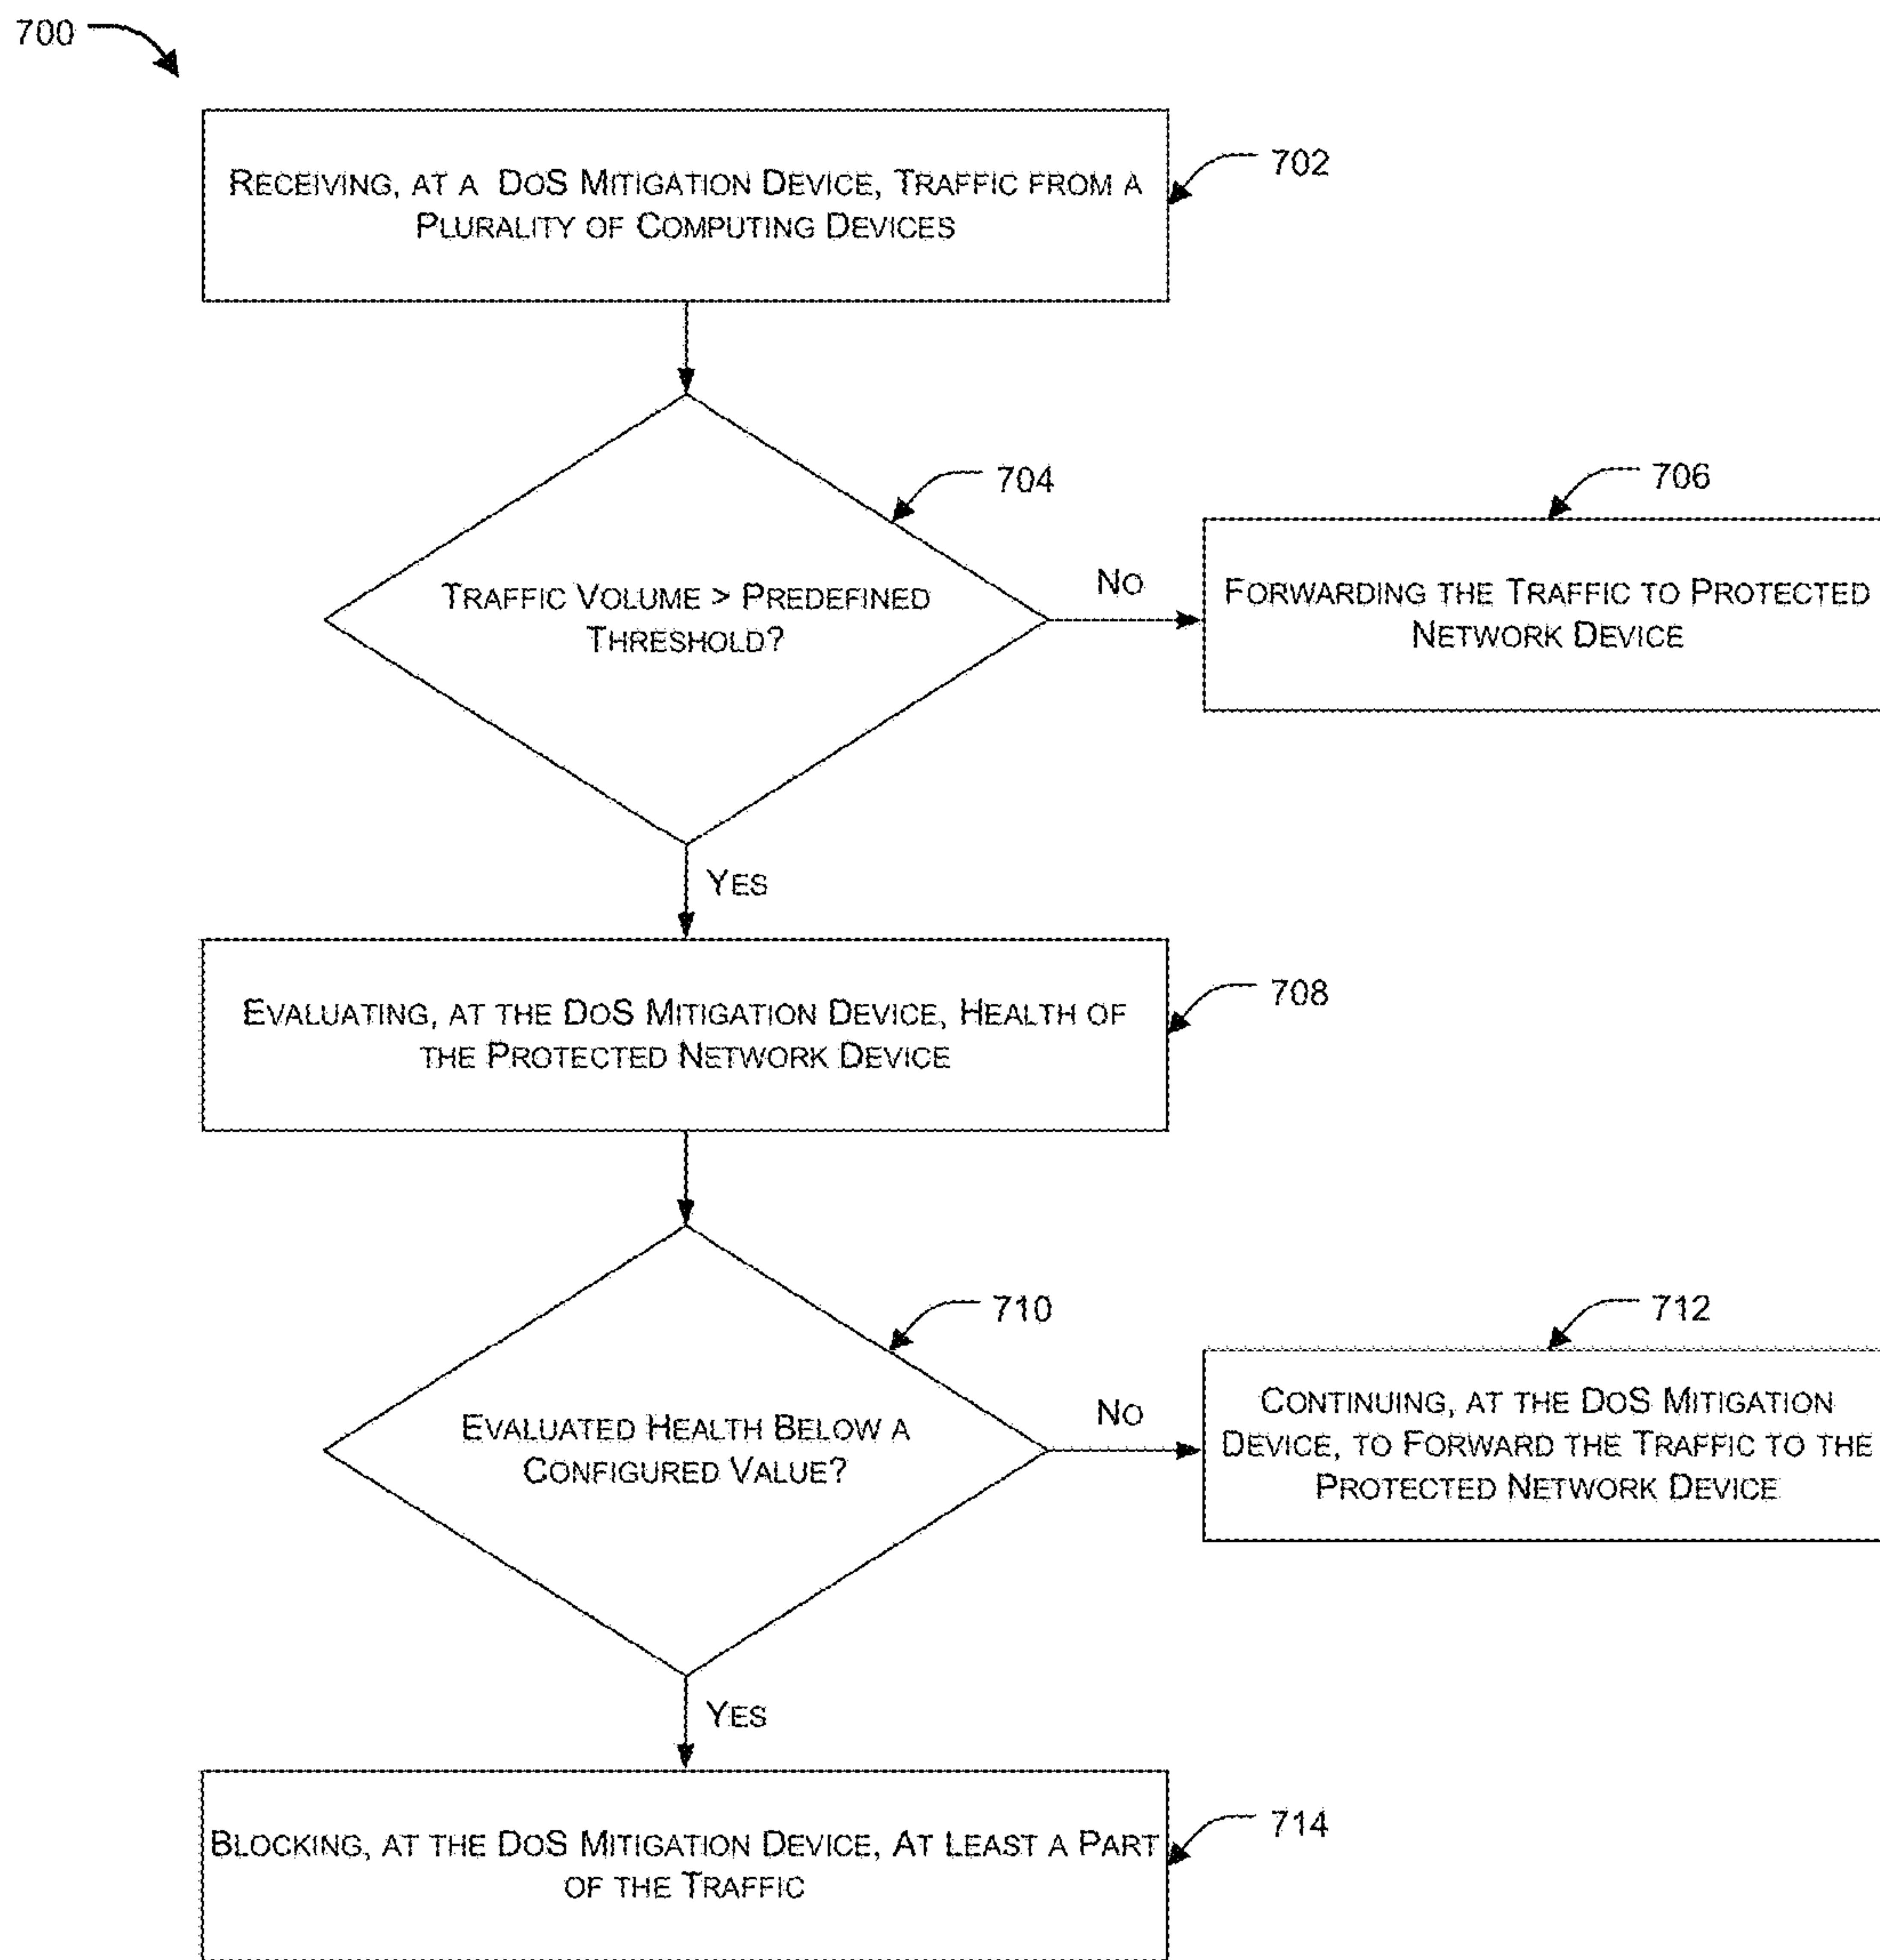 700
RECEIVING, AT A DOS MITIGATION DEVICE, TRAFFIC FROM A
PLURALITY OF COMPUTING DEVICES
702
704
TRAFFIC VOLUME > PREDEFINED
THRESHOLD?
NO
706
FORWARDING THE TRAFFIC TO PROTECTED
NETWORK DEVICE
YES
EVALUATING, AT THE DOS MITIGATION DEVICE, HEALTH OF
THE PROTECTED NETWORK DEVICE
708
710
EVALUATED HEALTH BELOW A
CONFIGURED VALUE?
NO
712
CONTINUING, AT THE DOS MITIGATION
DEVICE, TO FORWARD THE TRAFFIC TO THE
PROTECTED NETWORK DEVICE
YES
BLOCKING, AT THE DOS MITIGATION DEVICE, AT LEAST A PART
OF THE TRAFFIC
714